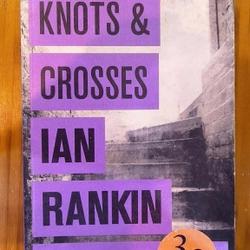 KNOTS &
CROSSES
IAN
RANKIN
3